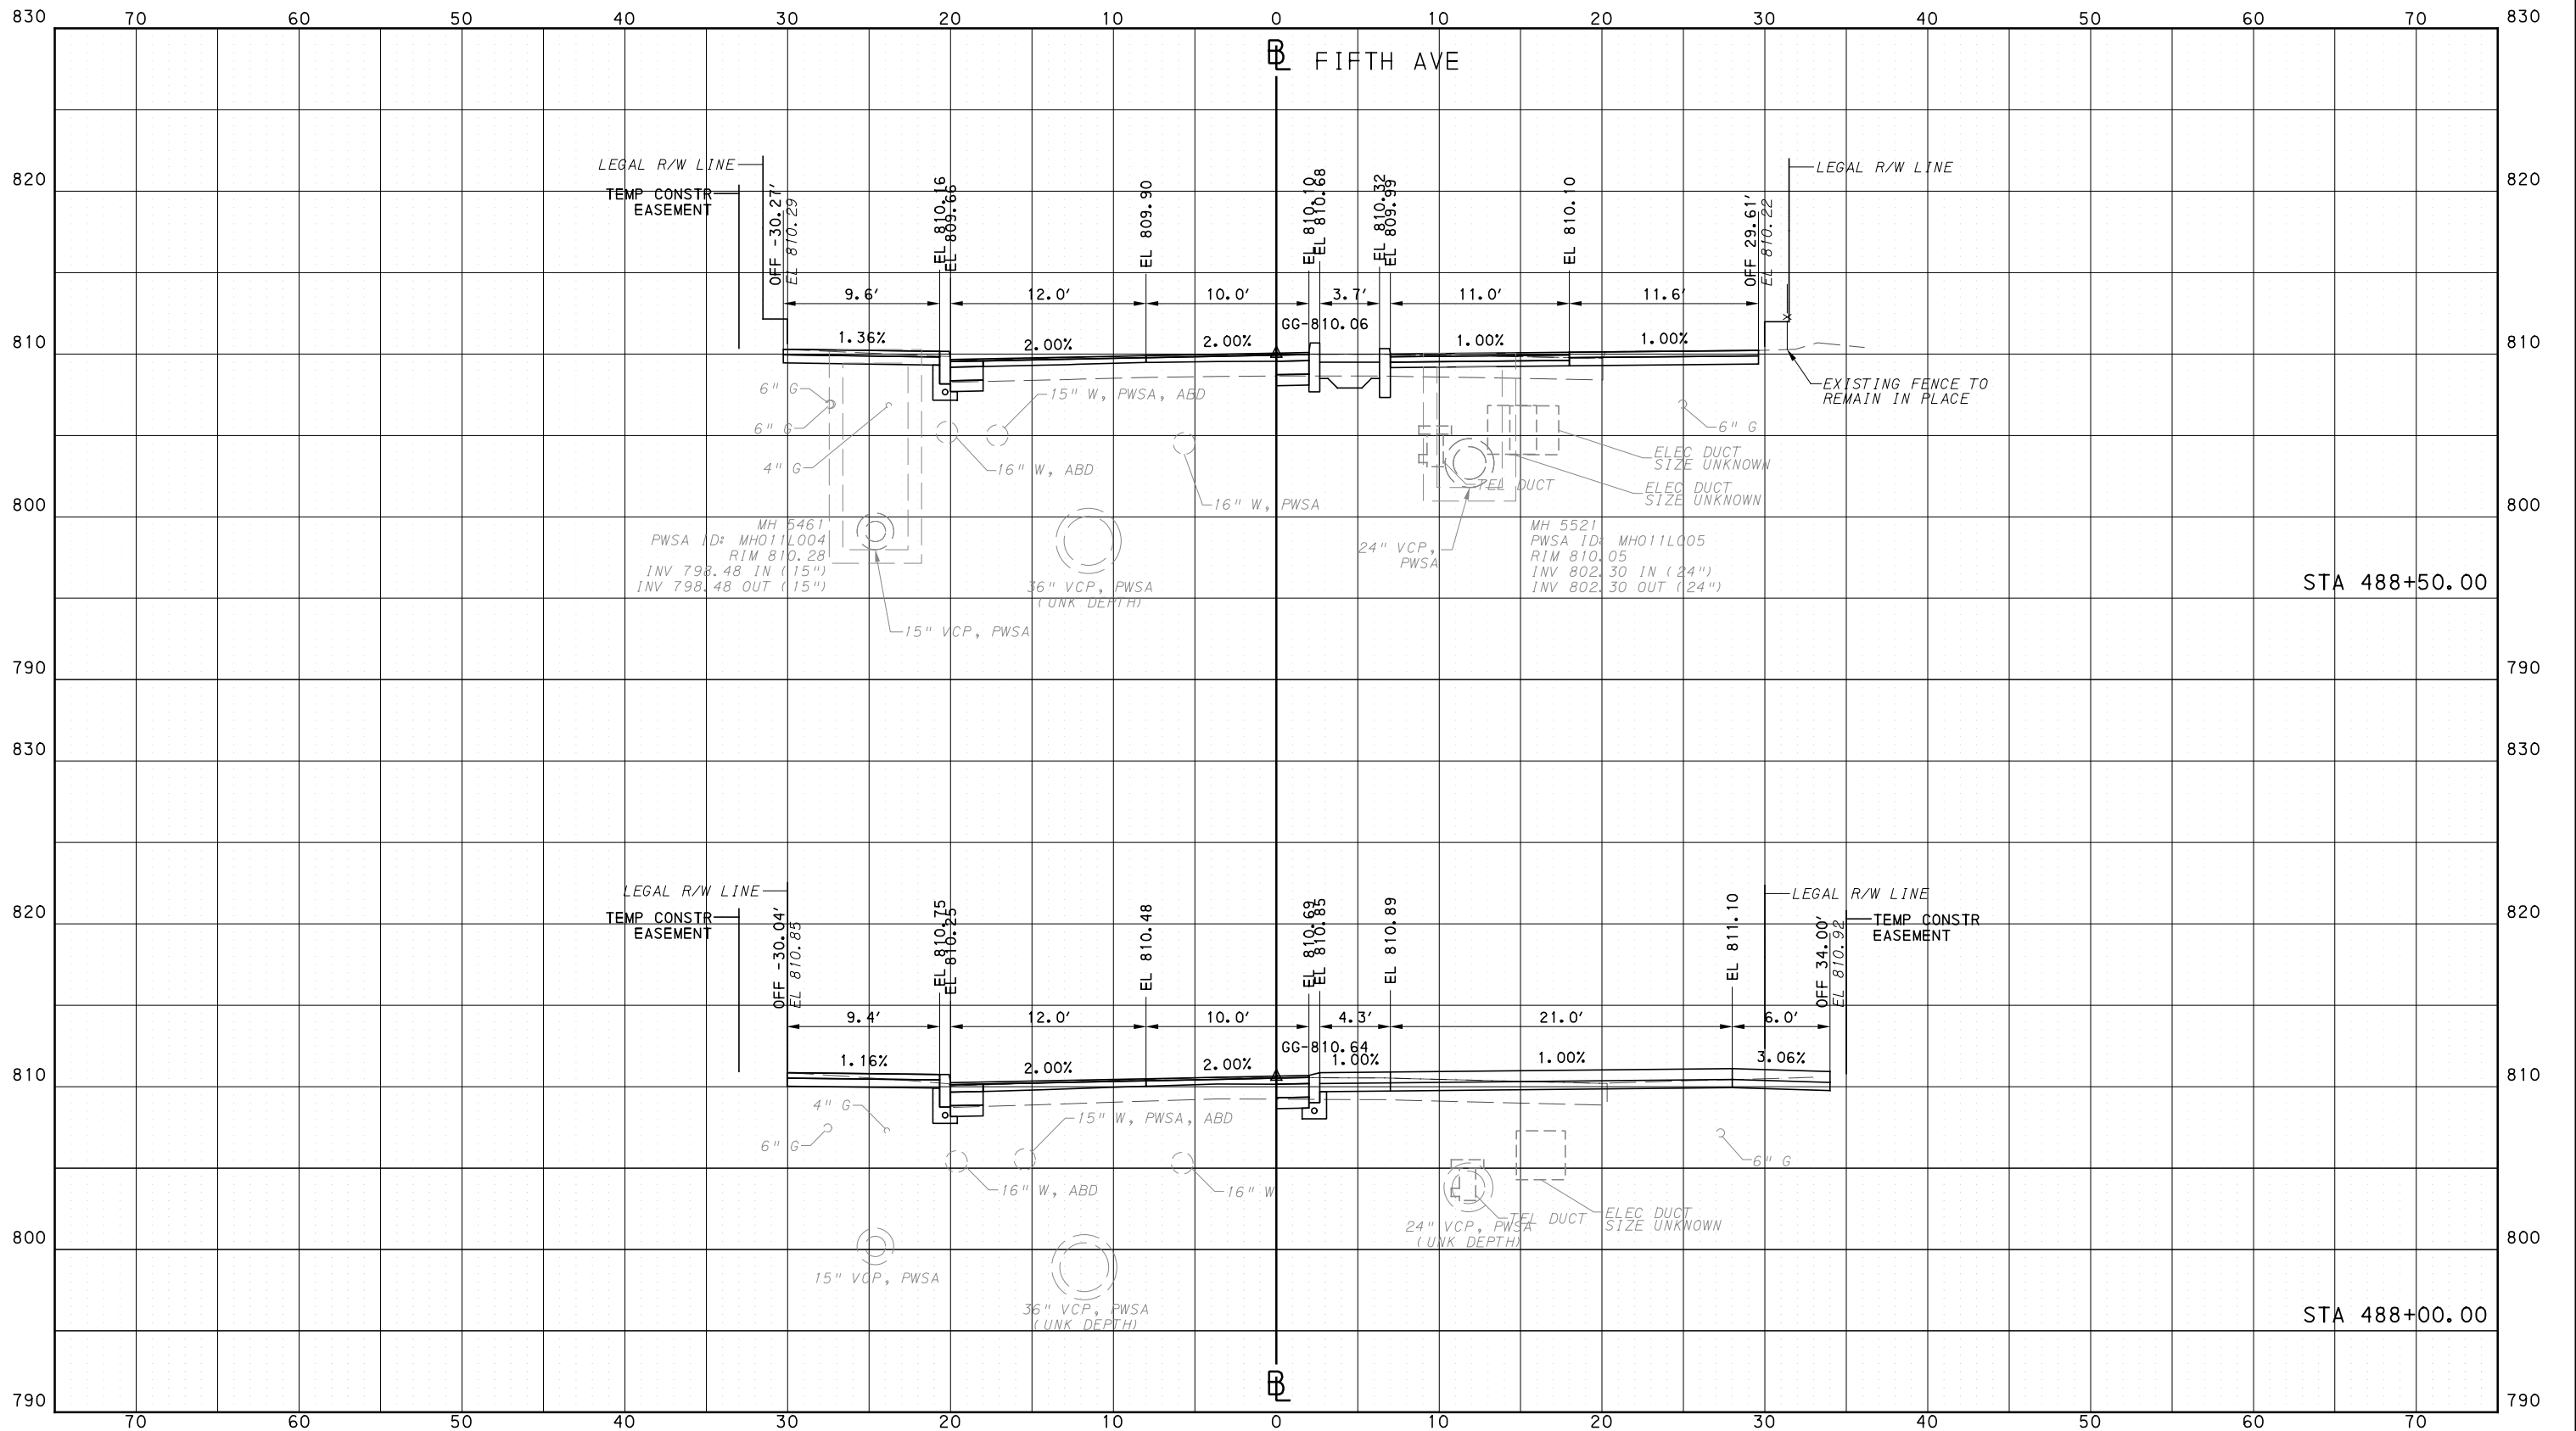 830 70 60 50 40 30 20 10 0 10 20 30 40 50 60 70 830
BL FIFTH AVE
LEGAL R/W LINE
TEMP CONSTR
EASEMENT
OFF -30.27'
EL 810.29
EL 810.16
EL 809.66
EL 809.90
EL 810.10
EL 810.68
EL 810.32
EL 809.99
EL 810.10
OFF 29.61'
EL 810.22
LEGAL R/W LINE
820 820
9.6' 12.0' 10.0' 3.7' 11.0' 11.6'
GG-810.06
1.36% 2.00% 2.00% 1.00% 1.00%
810 810
EXISTING FENCE TO
REMAIN IN PLACE
6" G
6" G
4" G
15" W, PWSA, ABD
16" W, ABD
16" W, PWSA
6" G
ELEC DUCT
SIZE UNKNOWN
TEL DUCT
ELEC DUCT
SIZE UNKNOWN
800 800
MH 5461
PWSA ID: MH011L004
RIM 810.28
INV 798.48 IN (15")
INV 798.48 OUT (15")
36" VCP, PWSA
(UNK DEPTH)
24" VCP,
PWSA
MH 5521
PWSA ID: MH011L005
RIM 810.05
INV 802.30 IN (24")
INV 802.30 OUT (24")
STA 488+50.00
15" VCP, PWSA
790 790
830 830
LEGAL R/W LINE
TEMP CONSTR
EASEMENT
OFF -30.04'
EL 810.85
EL 810.75
EL 810.25
EL 810.48
EL 810.69
EL 810.85
EL 810.89
EL 811.10
OFF 34.00'
EL 810.92
LEGAL R/W LINE
TEMP CONSTR
EASEMENT
820 820
9.4' 12.0' 10.0' 4.3' 21.0' 6.0'
GG-810.64
1.16% 2.00% 2.00% 1.00% 1.00% 3.06%
810 810
4" G
6" G
15" W, PWSA, ABD
16" W, ABD
16" W
6" G
TEL DUCT
ELEC DUCT
SIZE UNKNOWN
24" VCP, PWSA
(UNK DEPTH)
800 800
15" VCP, PWSA
36" VCP, PWSA
(UNK DEPTH)
STA 488+00.00
BL
790 790
70 60 50 40 30 20 10 0 10 20 30 40 50 60 70